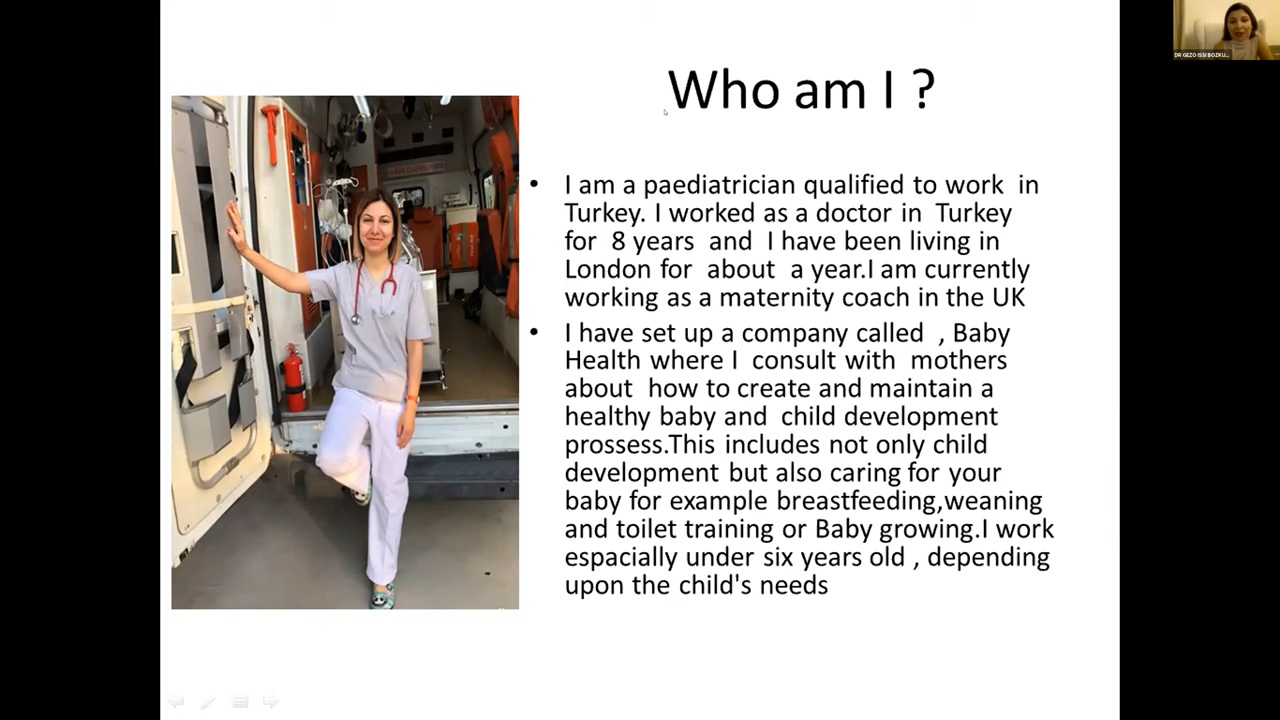 Who am I ?
• I am a paediatrician qualified to work in
Turkey. I worked as a doctor in Turkey
for 8 years and I have been living in
London for about a year.I am currently
working as a maternity coach in the UK
• I have set up a company called , Baby
Health where I consult with mothers
about how to create and maintain a
healthy baby and child development
prossess.This includes not only child
development but also caring for your
baby for example breastfeeding,weaning
and toilet training or Baby growing.I work
espacially under six years old , depending
upon the child's needs
DR GEZO ISSI BOZKU...